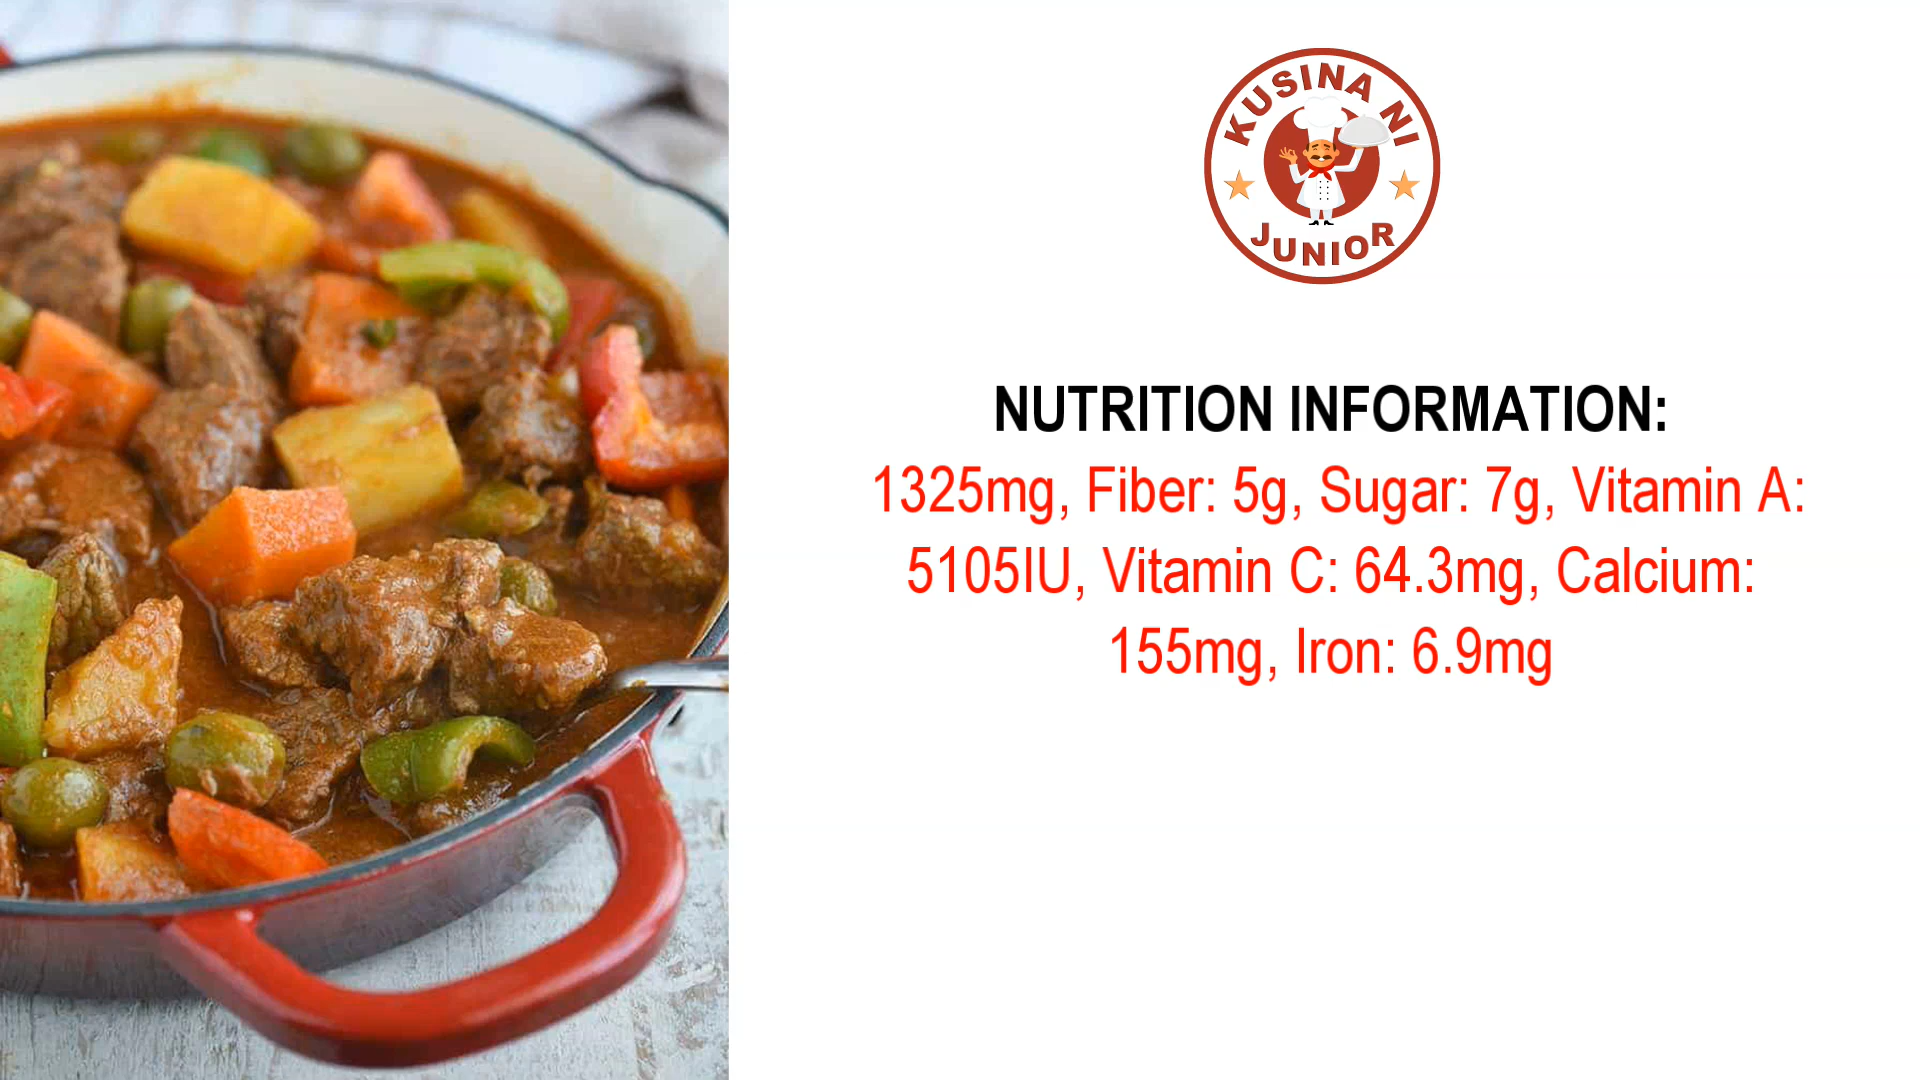 KUSINA NI
JUNIOR
NUTRITION INFORMATION:
1325mg, Fiber: 5g, Sugar: 7g, Vitamin A:
5105IU, Vitamin C: 64.3mg, Calcium:
155mg, Iron: 6.9mg